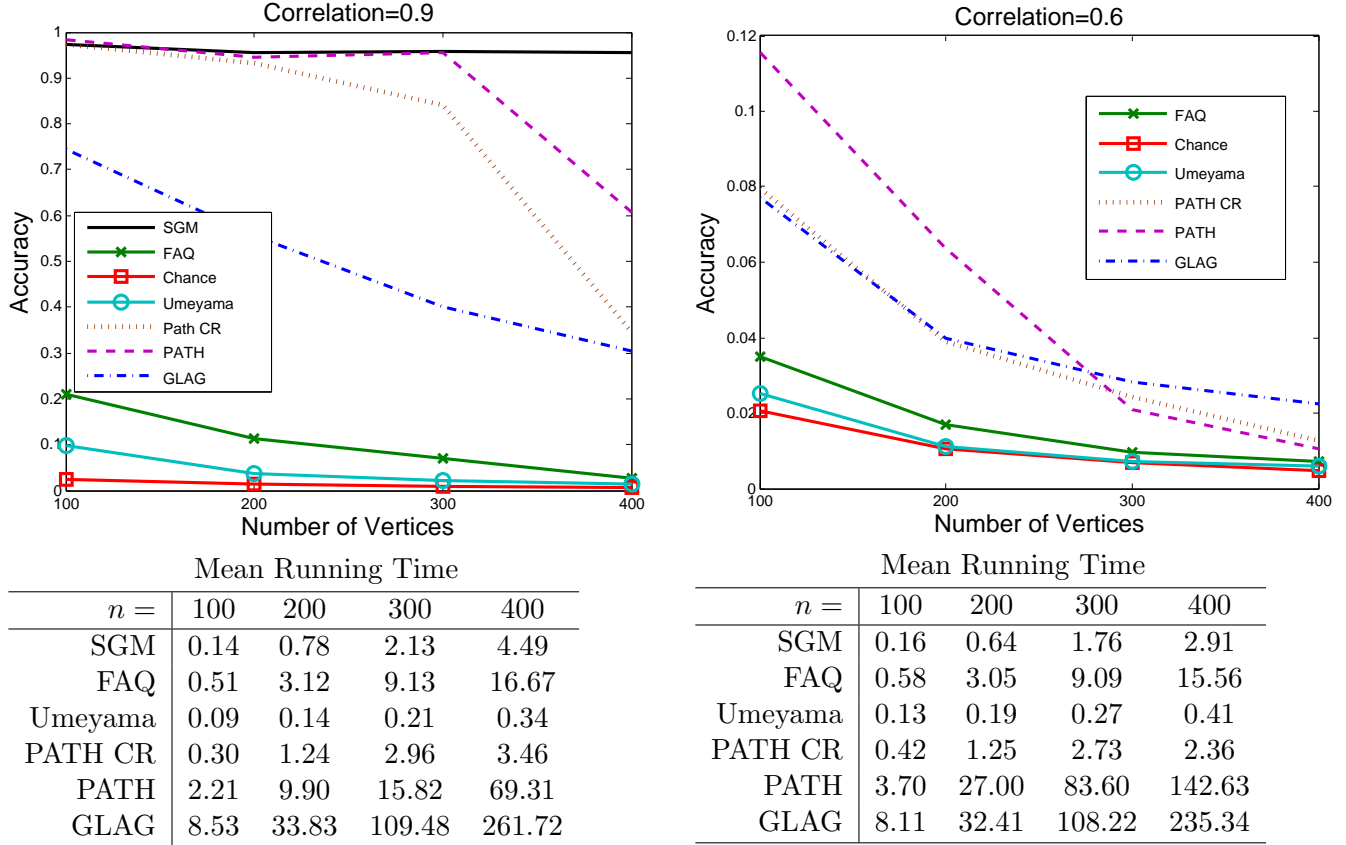 Correlation=0.9
1
0.9
0.8
0.7
0.6
0.5
0.4
0.3
0.2
0.1
0
Accuracy
SGM
FAQ
Chance
Umeyama
Path CR
PATH
GLAG
100 200 300 400
Number of Vertices
Mean Running Time
n = 100 200 300 400
SGM 0.14 0.78 2.13 4.49
FAQ 0.51 3.12 9.13 16.67
Umeyama 0.09 0.14 0.21 0.34
PATH CR 0.30 1.24 2.96 3.46
PATH 2.21 9.90 15.82 69.31
GLAG 8.53 33.83 109.48 261.72
Correlation=0.6
0.12
0.1
0.08
0.06
0.04
0.02
0
Accuracy
FAQ
Chance
Umeyama
PATH CR
PATH
GLAG
100 200 300 400
Number of Vertices
Mean Running Time
n = 100 200 300 400
SGM 0.16 0.64 1.76 2.91
FAQ 0.58 3.05 9.09 15.56
Umeyama 0.13 0.19 0.27 0.41
PATH CR 0.42 1.25 2.73 2.36
PATH 3.70 27.00 83.60 142.63
GLAG 8.11 32.41 108.22 235.34